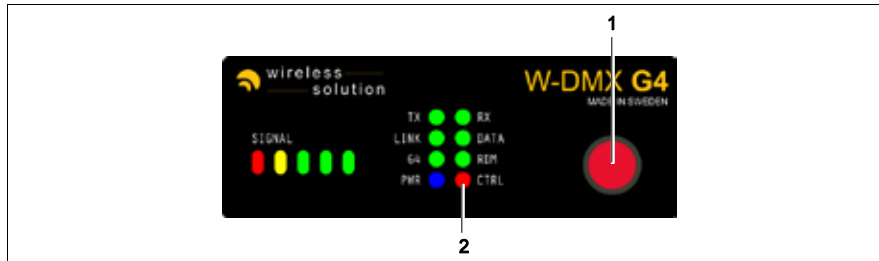 1
wireless
solution
W-DMX G4
MADE IN SWEDEN
TX RX
SIGNAL
LINK DATA
G4 RDM
PWR CTRL
2